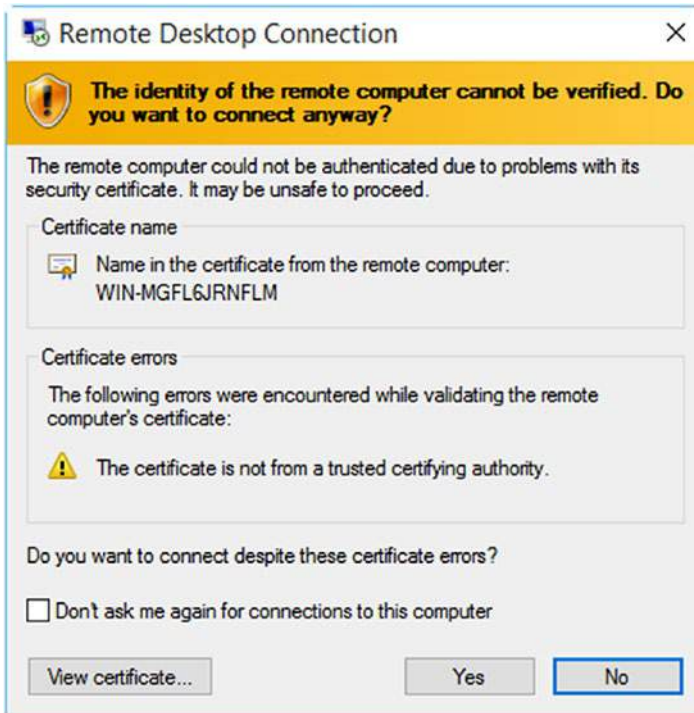 Remote Desktop Connection
The identity of the remote computer cannot be verified. Do
you want to connect anyway?
The remote computer could not be authenticated due to problems with its
security certificate. It may be unsafe to proceed.
Certificate name
Name in the certificate from the remote computer:
WIN-MGFL6JRNFLM
Certificate errors
The following errors were encountered while validating the remote
computer's certificate:
The certificate is not from a trusted certifying authority.
Do you want to connect despite these certificate errors?
Don't ask me again for connections to this computer
View certificate... Yes No